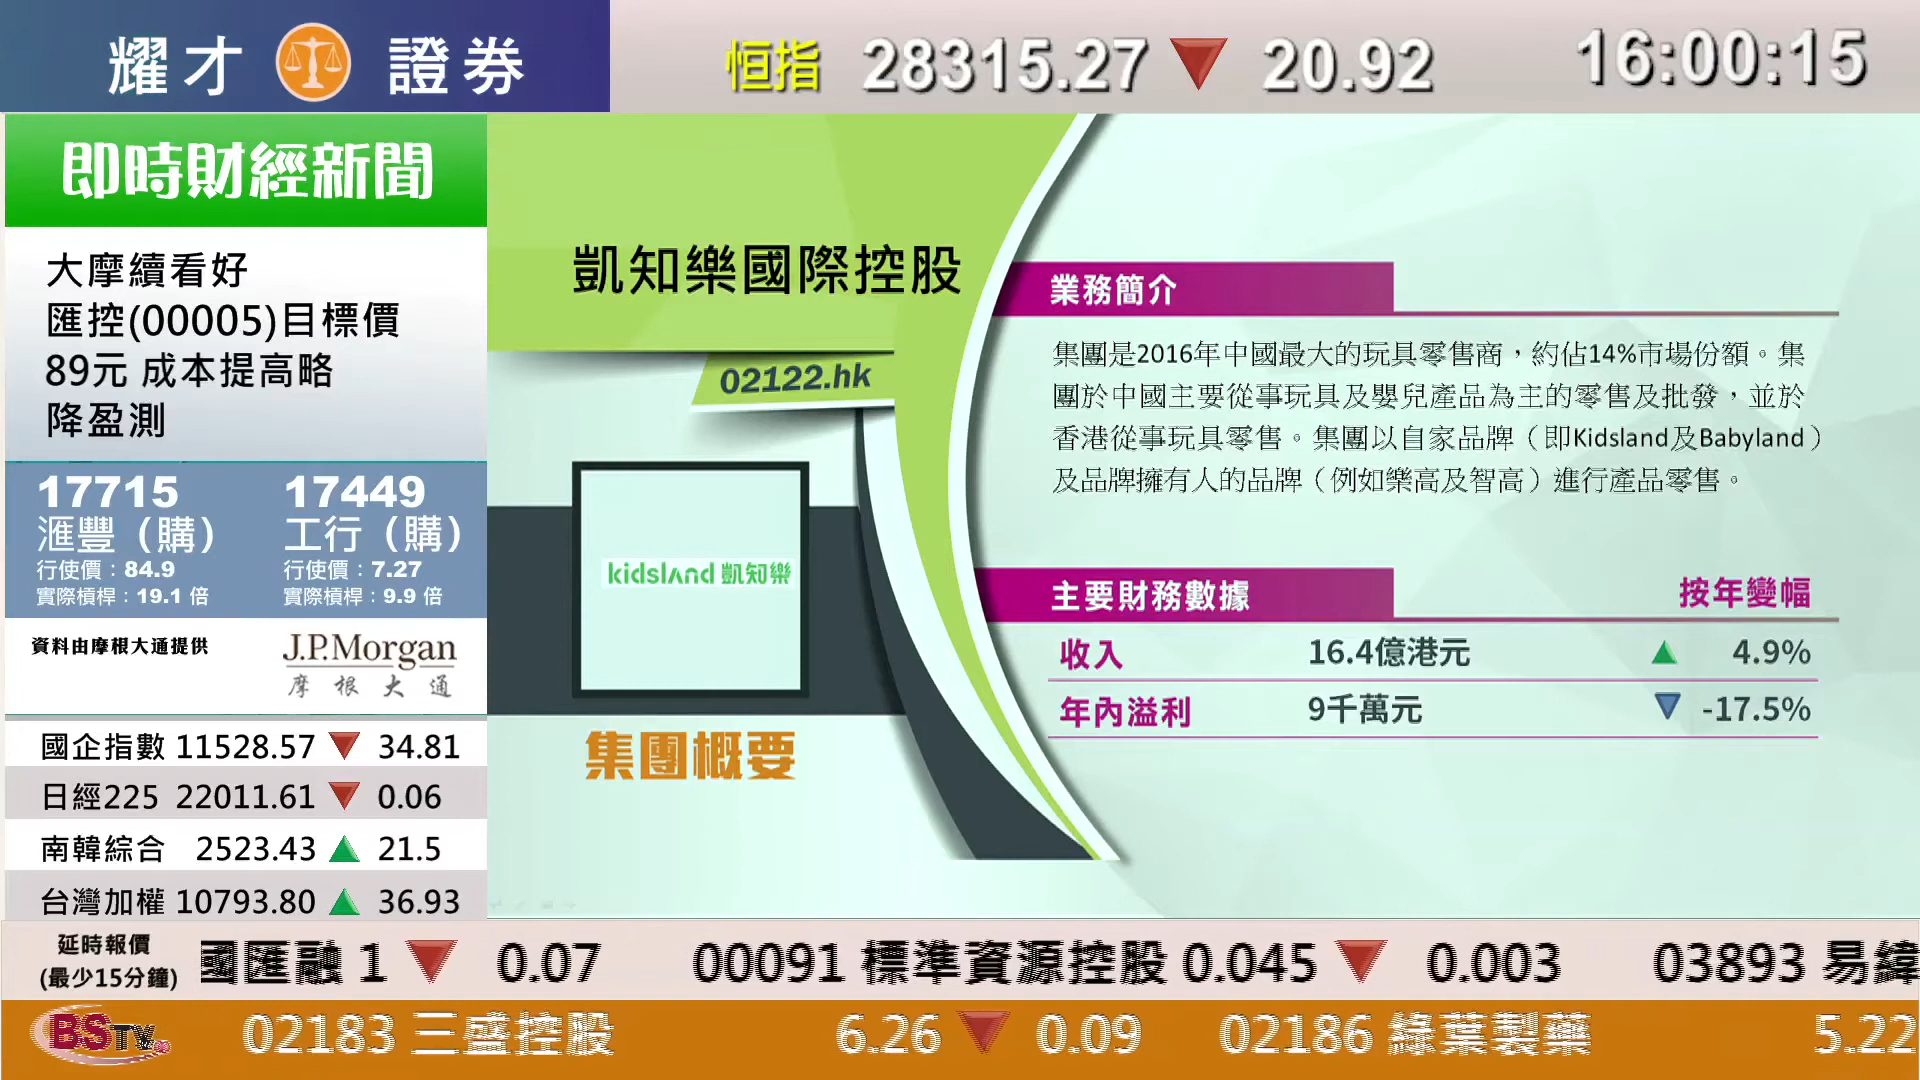 耀才 證券
恒指 28315.27 ▼ 20.92
16:00:15
即時財經新聞
大摩續看好
匯控(00005)目標價
89元 成本提高略
降盈測
17715
滙豐（購）
行使價：84.9
實際槓桿：19.1 倍
17449
工行（購）
行使價：7.27
實際槓桿：9.9 倍
資料由摩根大通提供
J.P.Morgan
摩根大通
國企指數 11528.57 ▼ 34.81
日經225 22011.61 ▼ 0.06
南韓綜合 2523.43 ▲ 21.5
台灣加權 10793.80 ▲ 36.93
凱知樂國際控股
02122.hk
kidsland 凱知樂
集團概要
業務簡介
集團是2016年中國最大的玩具零售商，約佔14%市場份額。集
團於中國主要從事玩具及嬰兒產品為主的零售及批發，並於
香港從事玩具零售。集團以自家品牌（即Kidsland及Babyland）
及品牌擁有人的品牌（例如樂高及智高）進行產品零售。
主要財務數據 按年變幅
收入 16.4億港元 ▲ 4.9%
年內溢利 9千萬元 ▼ -17.5%
延時報價
(最少15分鐘)
國匯融 1 ▼ 0.07 00091 標準資源控股 0.045 ▼ 0.003 03893 易緯
BSTV
02183 三盛控股 6.26 ▼ 0.09 02186 綠葉製藥 5.22